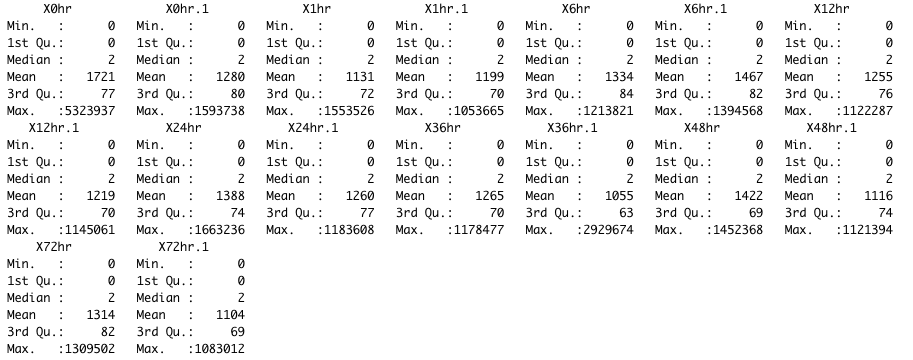 X0hr X0hr.1 X1hr X1hr.1 X6hr X6hr.1 X12hr
Min. : 0 Min. : 0 Min. : 0 Min. : 0 Min. : 0 Min. : 0 Min. : 0
1st Qu.: 0 1st Qu.: 0 1st Qu.: 0 1st Qu.: 0 1st Qu.: 0 1st Qu.: 0 1st Qu.: 0
Median : 2 Median : 2 Median : 2 Median : 2 Median : 2 Median : 2 Median : 2
Mean : 1721 Mean : 1280 Mean : 1131 Mean : 1199 Mean : 1334 Mean : 1467 Mean : 1255
3rd Qu.: 77 3rd Qu.: 80 3rd Qu.: 72 3rd Qu.: 70 3rd Qu.: 84 3rd Qu.: 82 3rd Qu.: 76
Max. :5323937 Max. :1593738 Max. :1553526 Max. :1053665 Max. :1213821 Max. :1394568 Max. :1122287
X12hr.1 X24hr X24hr.1 X36hr X36hr.1 X48hr X48hr.1
Min. : 0 Min. : 0 Min. : 0 Min. : 0 Min. : 0 Min. : 0 Min. : 0
1st Qu.: 0 1st Qu.: 0 1st Qu.: 0 1st Qu.: 0 1st Qu.: 0 1st Qu.: 0 1st Qu.: 0
Median : 2 Median : 2 Median : 2 Median : 2 Median : 2 Median : 2 Median : 2
Mean : 1219 Mean : 1388 Mean : 1260 Mean : 1265 Mean : 1055 Mean : 1422 Mean : 1116
3rd Qu.: 70 3rd Qu.: 74 3rd Qu.: 77 3rd Qu.: 70 3rd Qu.: 63 3rd Qu.: 69 3rd Qu.: 74
Max. :1145061 Max. :1663236 Max. :1183608 Max. :1178477 Max. :2929674 Max. :1452368 Max. :1121394
X72hr X72hr.1
Min. : 0 Min. : 0
1st Qu.: 0 1st Qu.: 0
Median : 2 Median : 2
Mean : 1314 Mean : 1104
3rd Qu.: 82 3rd Qu.: 69
Max. :1309502 Max. :1083012